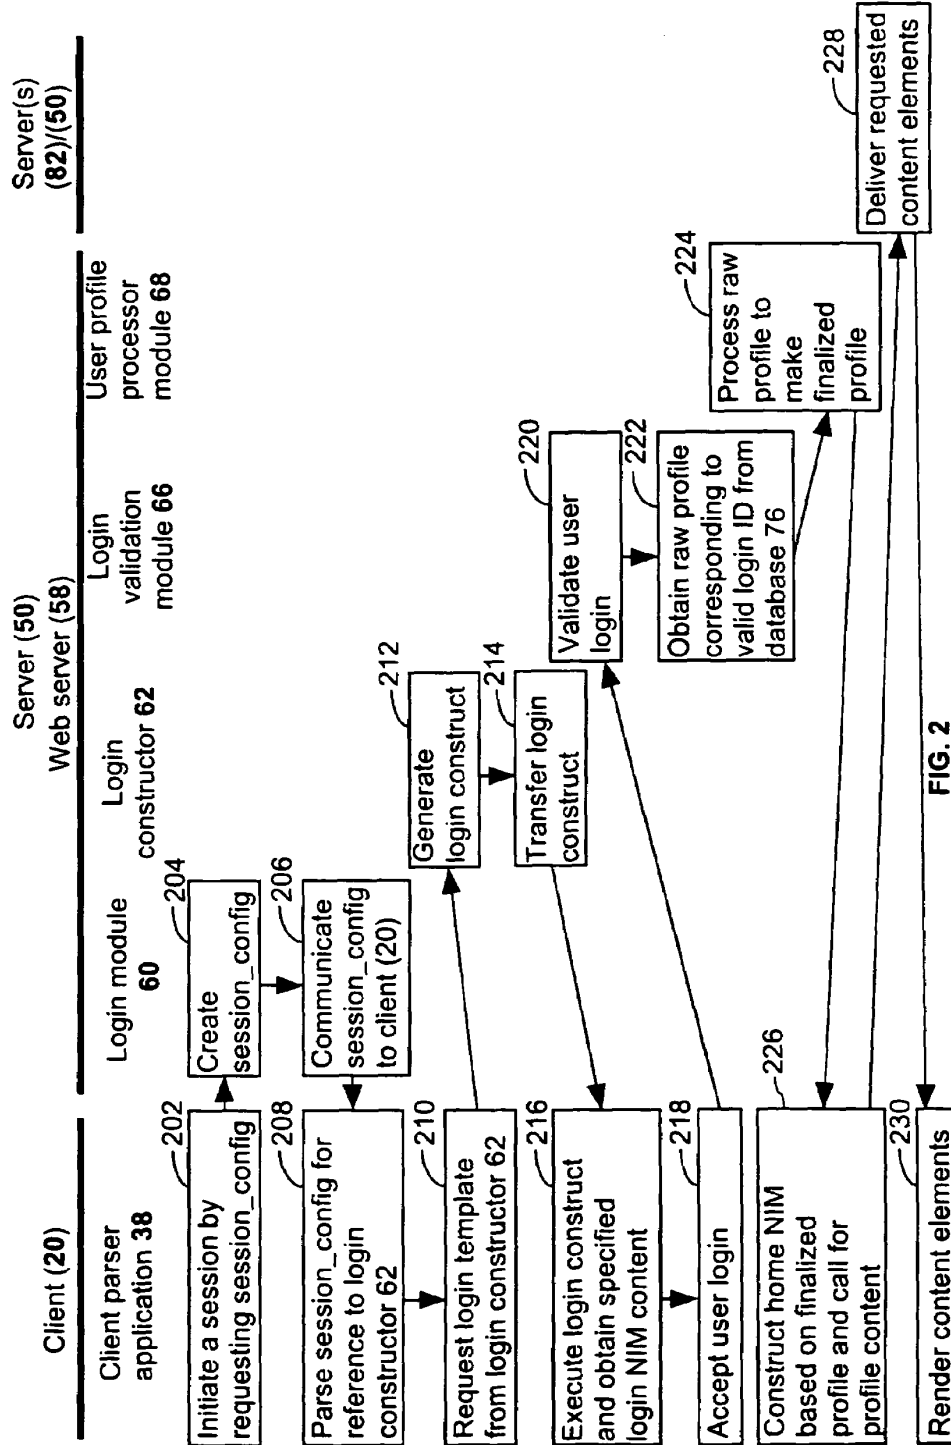 Client (20)
Server (50)
Web server (58)
Server(s)
(82)/(50)
Client parser
application 38
Login module
60
Login
constructor 62
Login
validation
module 66
User profile
processor
module 68
202
Initiate a session by
requesting session_config
204
Create
session_config
206
Communicate
session_config
to client (20)
208
Parse session_config for
reference to login
constructor 62
210
Request login template
from login constructor 62
212
Generate
login construct
214
Transfer login
construct
216
Execute login construct
and obtain specified
login NIM content
218
Accept user login
220
Validate user
login
222
Obtain raw profile
corresponding to
valid login ID from
database 76
224
Process raw
profile to
make
finalized
profile
226
Construct home NIM
based on finalized
profile and call for
profile content
228
Deliver requested
content elements
230
Render content elements
FIG. 2